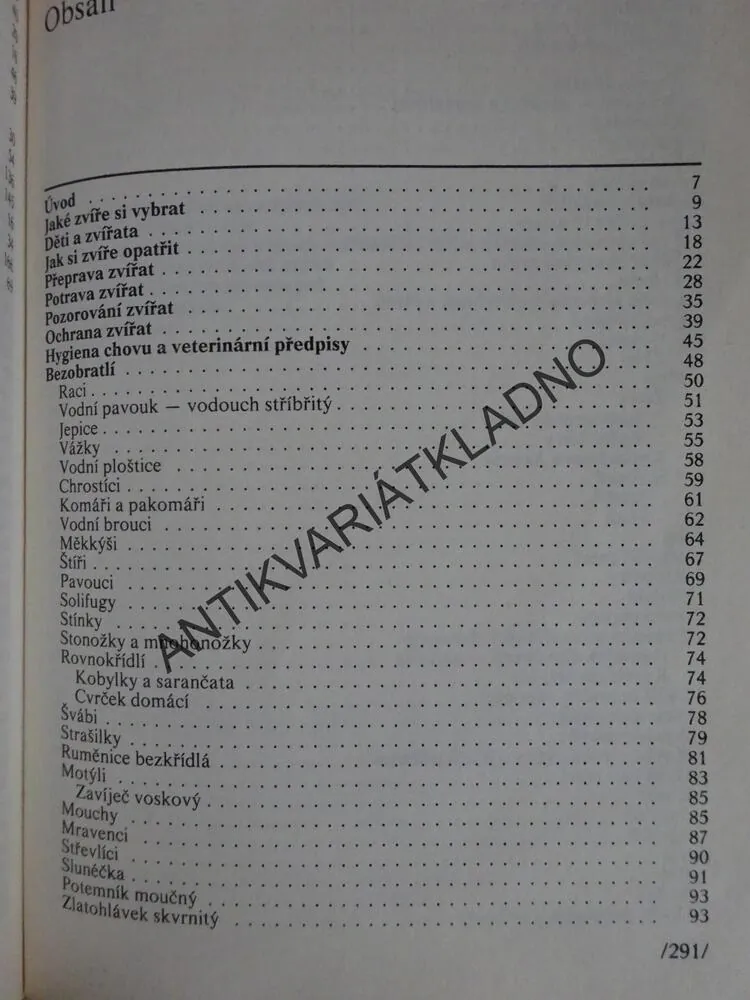 Obsah
Úvod . . . 7
Jaké zvíře si vybrat . . . 9
Děti a zvířata . . . 13
Jak si zvíře opatřit . . . 18
Přeprava zvířat . . . 22
Potrava zvířat . . . 28
Pozorování zvířat . . . 35
Ochrana zvířat . . . 39
Hygiena chovu a veterinární předpisy . . . 45
Bezobratlí . . . 48
Raci . . . 50
Vodní pavouk — vodouch stříbřitý . . . 51
Jepice . . . 53
Vážky . . . 55
Vodní ploštice . . . 58
Chrostíci . . . 59
Komáři a pakomáři . . . 61
Vodní brouci . . . 62
Měkkýši . . . 64
Štíři . . . 67
Pavouci . . . 69
Solifugy . . . 71
Stínky . . . 72
Stonožky a mnohonožky . . . 72
Rovnokřídlí . . . 74
Kobylky a sarančata . . . 74
Cvrček domácí . . . 76
Švábi . . . 78
Strašilky . . . 79
Ruměnice bezkřídlá . . . 81
Motýli . . . 83
Zavíječ voskový . . . 85
Mouchy . . . 85
Mravenci . . . 87
Střevlíci . . . 90
Slunéčka . . . 91
Potemník moučný . . . 93
Zlatohlávek skvrnitý . . . 93
/291/
ANTIKVARIÁTKLADNO